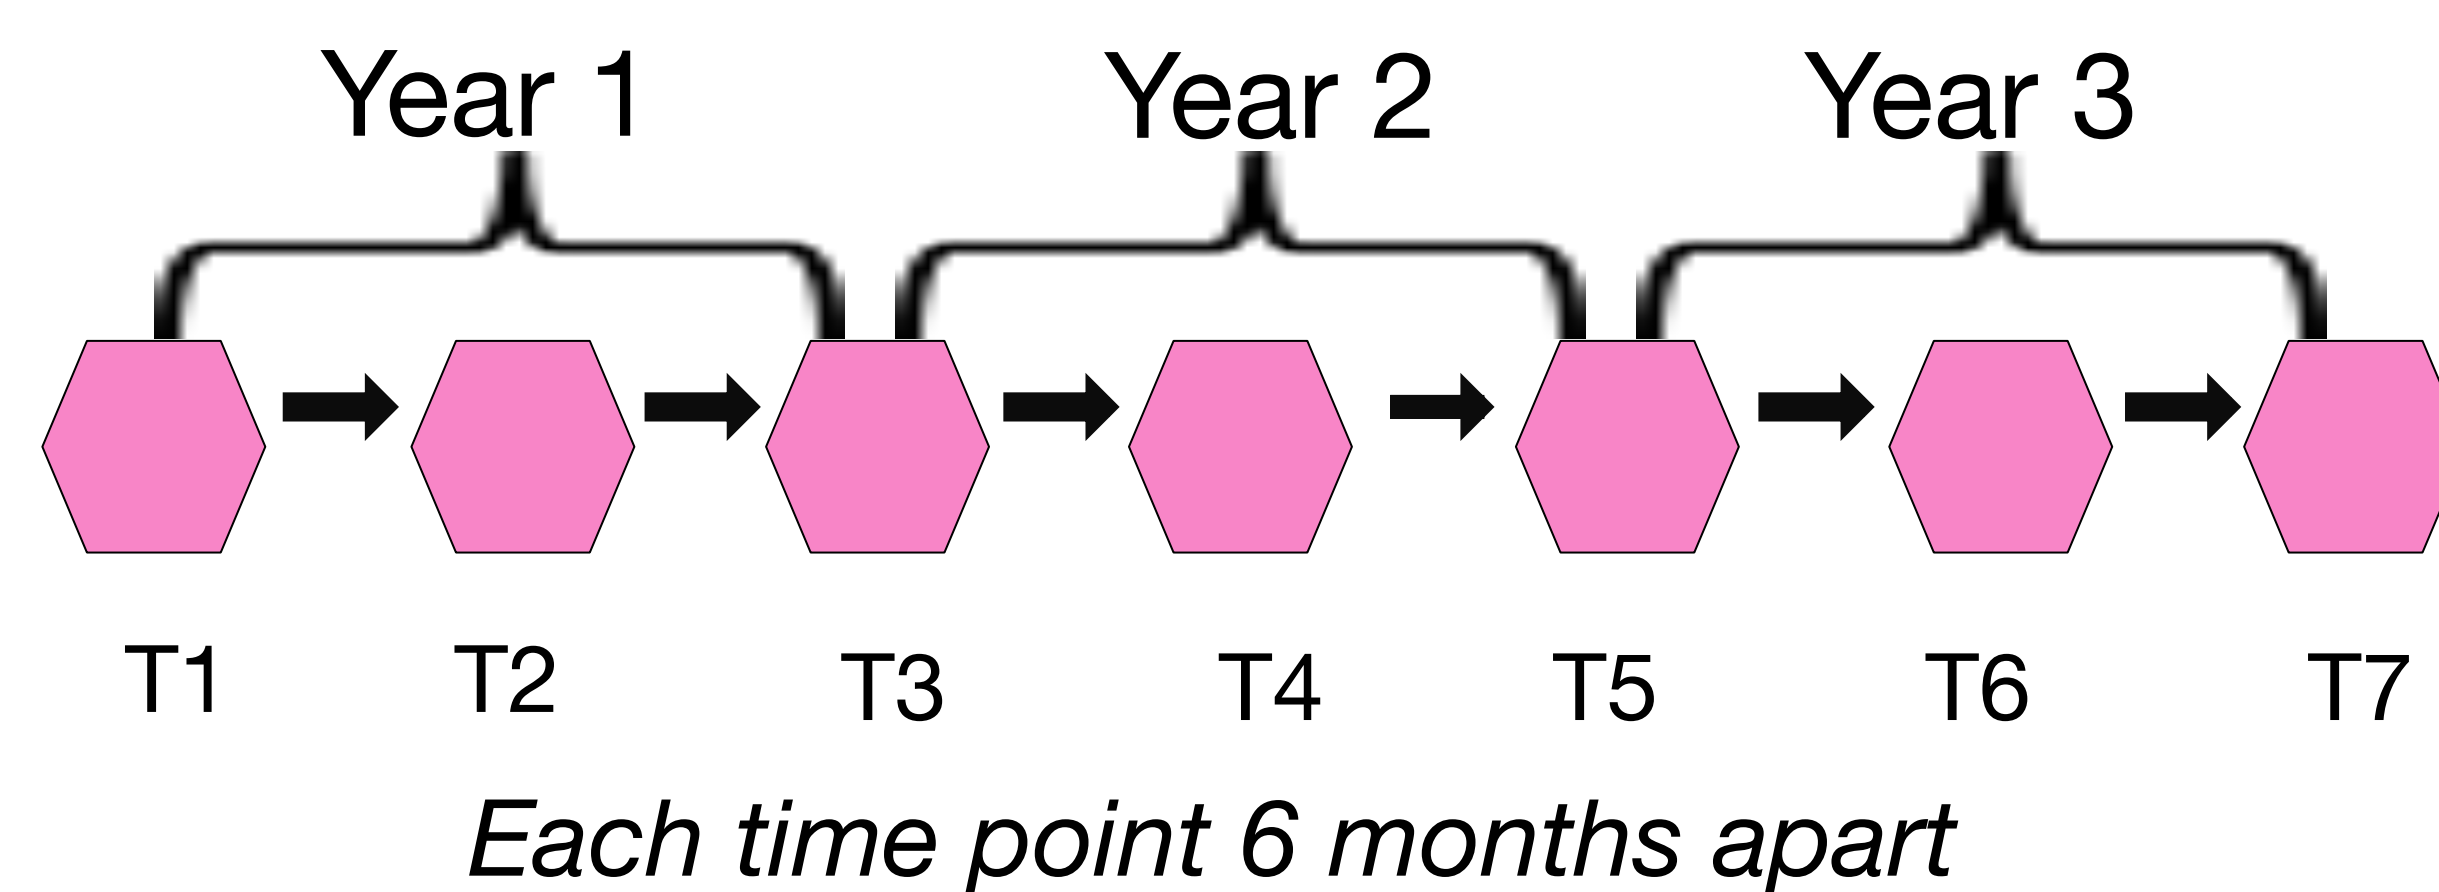 Year 1 Year 2 Year 3
T1 T2 T3 T4 T5 T6 T7
Each time point 6 months apart